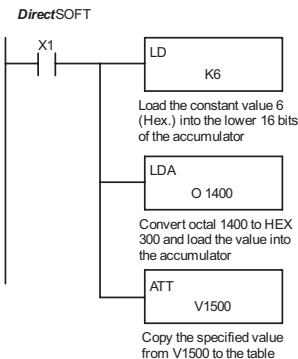 DirectSOFT
X1
LD
K6
Load the constant value 6
(Hex.) into the lower 16 bits
of the accumulator
LDA
O 1400
Convert octal 1400 to HEX
300 and load the value into
the accumulator
ATT
V1500
Copy the specified value
from V1500 to the table